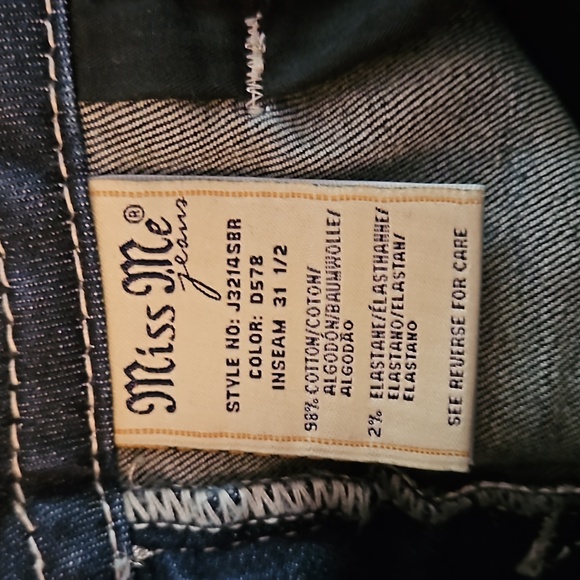 Miss Me®
jeans
STYLE NO: J3214SBR
COLOR: D578
INSEAM 31 1/2
98% COTTON/COTON/
ALGODÓN/BAUMWOLLE/
ALGODÃO
2% ELASTANE/ÉLASTHANNE/
ELASTANO/ELASTAN/
ELASTANO
SEE REVERSE FOR CARE